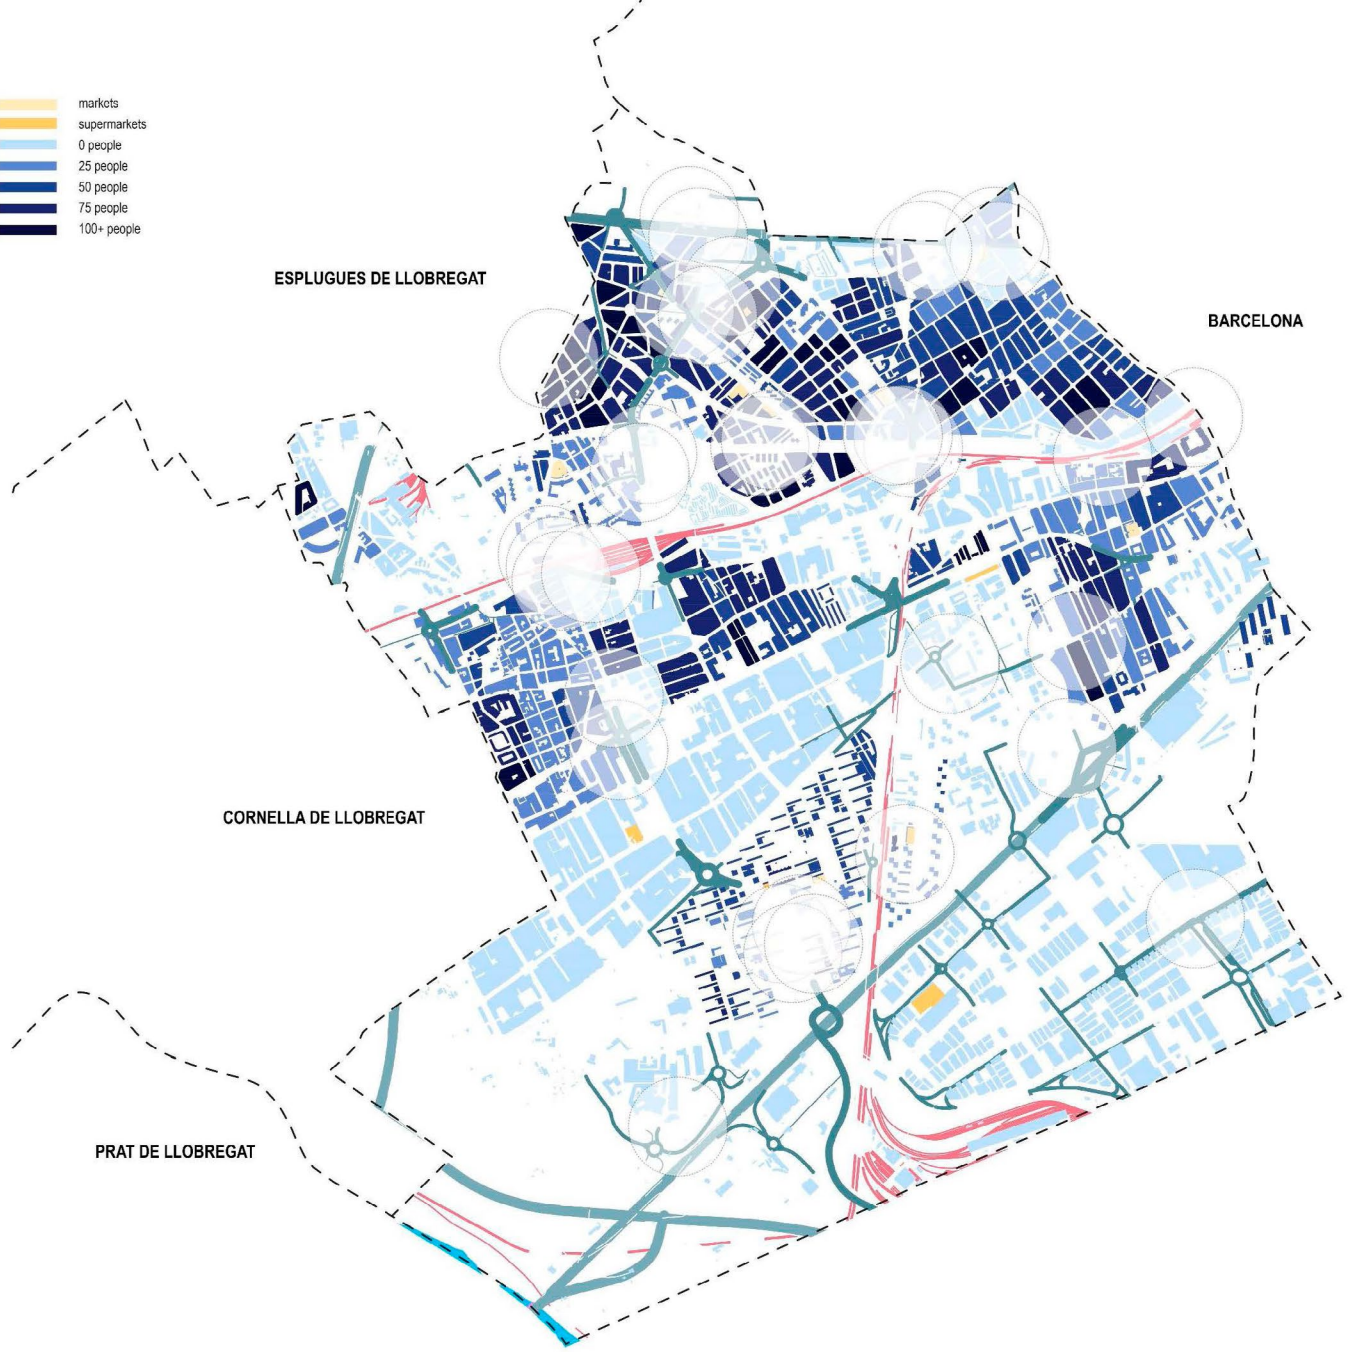 markets
supermarkets
0 people
25 people
50 people
75 people
100+ people
ESPLUGUES DE LLOBREGAT
BARCELONA
CORNELLA DE LLOBREGAT
PRAT DE LLOBREGAT